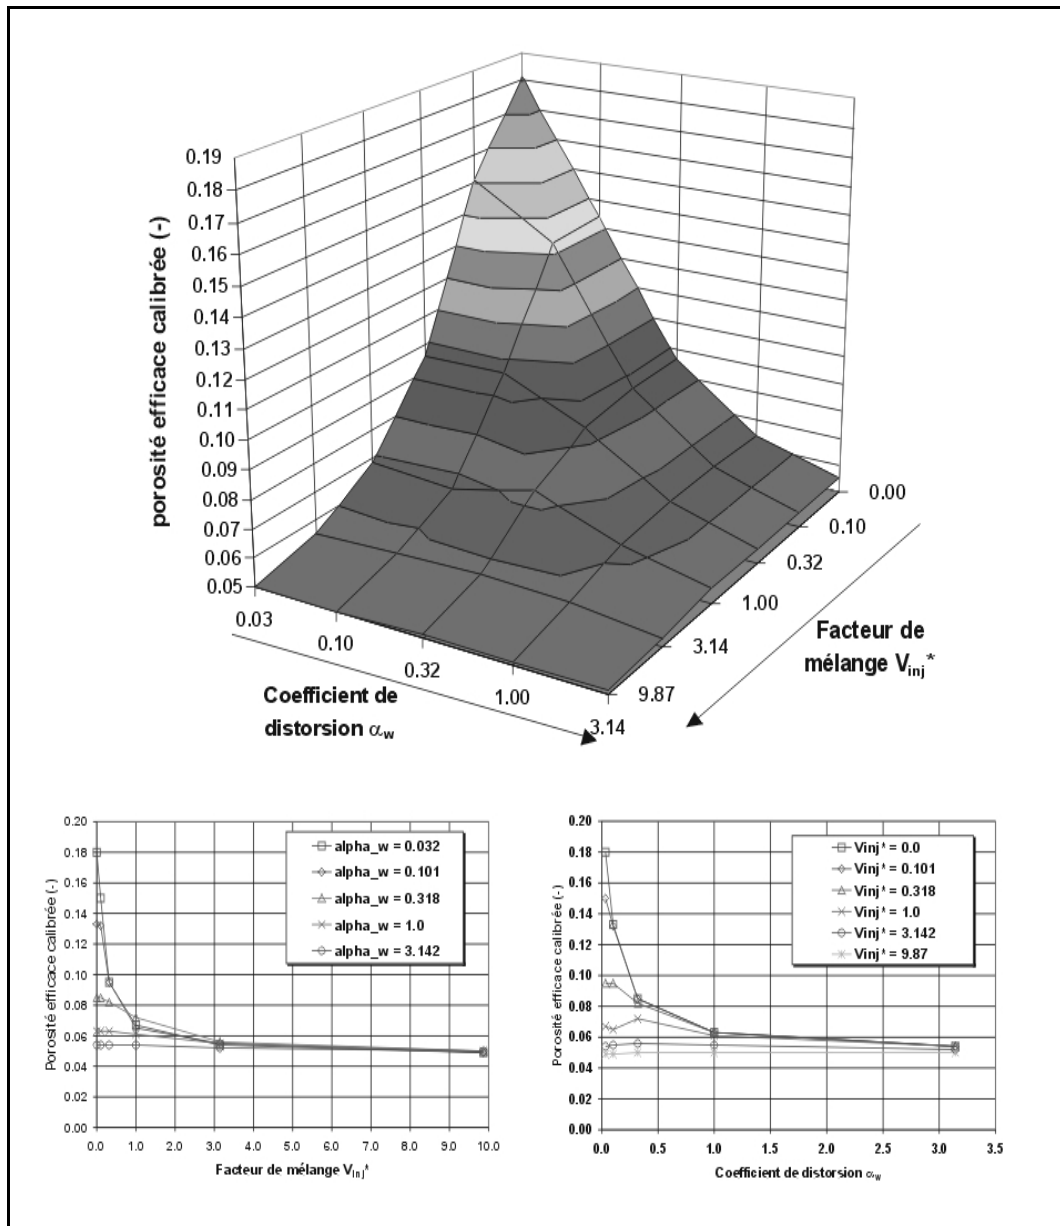 porosité efficace calibrée (-)
0.19
0.18
0.17
0.16
0.15
0.14
0.13
0.12
0.11
0.10
0.09
0.08
0.07
0.06
0.05
0.03
0.10
0.32
1.00
3.14
Coefficient de
distorsion αw
0.00
0.10
0.32
1.00
3.14
9.87
Facteur de
mélange Vinj*
Porosité efficace calibrée (-)
0.20
0.18
0.16
0.14
0.12
0.10
0.08
0.06
0.04
0.02
0.00
0.0 1.0 2.0 3.0 4.0 5.0 6.0 7.0 8.0 9.0 10.0
Facteur de mélange Vinj*
alpha_w = 0.032
alpha_w = 0.101
alpha_w = 0.318
alpha_w = 1.0
alpha_w = 3.142
Porosité efficace calibrée (-)
0.20
0.18
0.16
0.14
0.12
0.10
0.08
0.06
0.04
0.02
0.00
0.0 0.5 1.0 1.5 2.0 2.5 3.0 3.5
Coefficient de distorsion αw
Vinj* = 0.0
Vinj* = 0.101
Vinj* = 0.318
Vinj* = 1.0
Vinj* = 3.142
Vinj* = 9.87